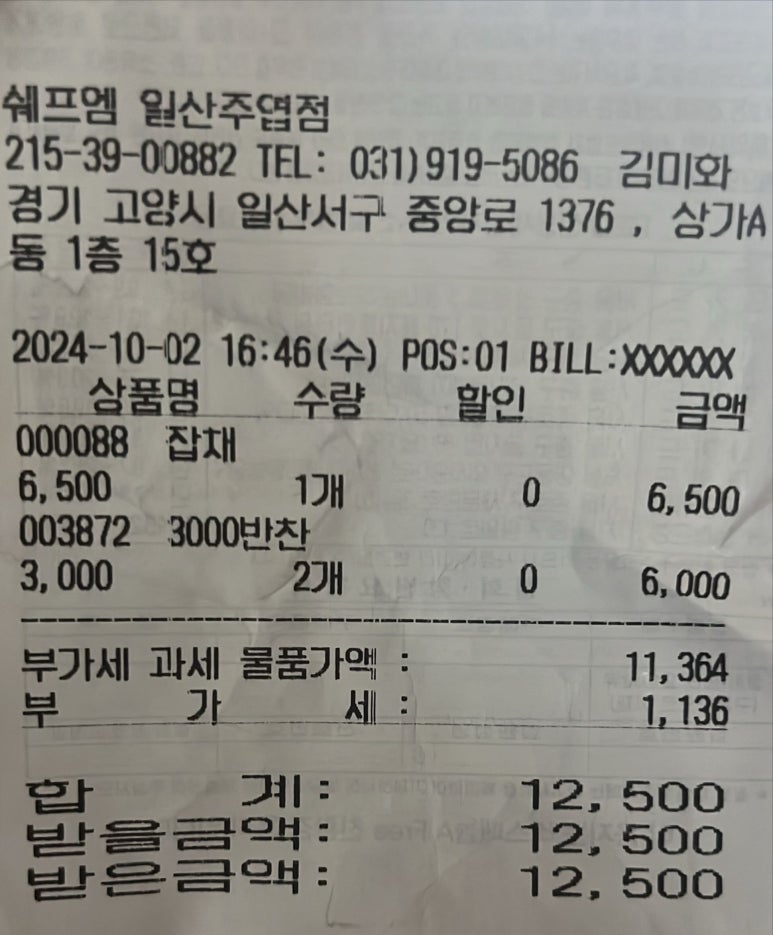 쉐프엠 일산주엽점
215-39-00882 TEL: 031)919-5086 김미화
경기 고양시 일산서구 중앙로 1376 , 상가A
동 1층 15호
2024-10-02 16:46(수) POS:01 BILL:XXXXXX
상품명 수량 할인 금액
000088 잡채
6,500 1개 0 6,500
003872 3000반찬
3,000 2개 0 6,000
부가세 과세 물품가액 : 11,364
부 가 세 : 1,136
합 계: 12,500
받을금액: 12,500
받은금액: 12,500